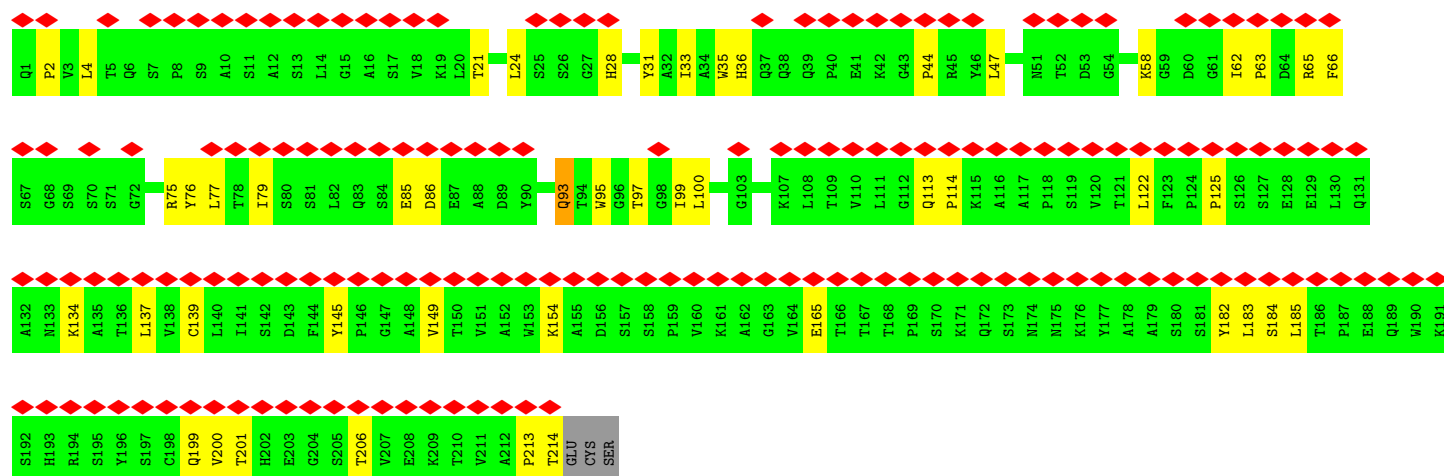 Q1 P2 V3 L4 T5 Q6 S7 P8 S9 A10 S11 A12 S13 L14 G15 A16 S17 V18 K19 L20 T21 L24 S25 S26 G27 H28 Y31 A32 I33 A34 W35 H36 Q37 Q38 Q39 P40 E41 K42 G43 P44 R45 Y46 L47 N51 T52 D53 G54 K58 G59 D60 G61 I62 P63 D64 R65 F66
S67 G68 S69 S70 S71 G72 R75 Y76 L77 T78 I79 S80 S81 L82 Q83 S84 E85 D86 E87 A88 D89 Y90 Q93 T94 W95 G96 T97 G98 I99 L100 G103 K107 L108 T109 V110 L111 G112 Q113 P114 K115 A116 A117 P118 S119 V120 T121 L122 F123 P124 P125 S126 S127 E128 E129 L130 Q131
A132 N133 K134 A135 T136 L137 V138 C139 L140 I141 S142 D143 F144 Y145 P146 G147 A148 V149 T150 V151 A152 W153 K154 A155 D156 S157 S158 P159 V160 K161 A162 G163 V164 E165 T166 T167 T168 P169 S170 K171 Q172 S173 N174 N175 K176 Y177 A178 A179 S180 S181 Y182 L183 S184 L185 T186 P187 E188 Q189 W190 K191
S192 H193 R194 S195 Y196 S197 C198 Q199 V200 T201 H202 E203 G204 S205 T206 V207 E208 K209 T210 V211 A212 P213 T214 GLU CYS SER